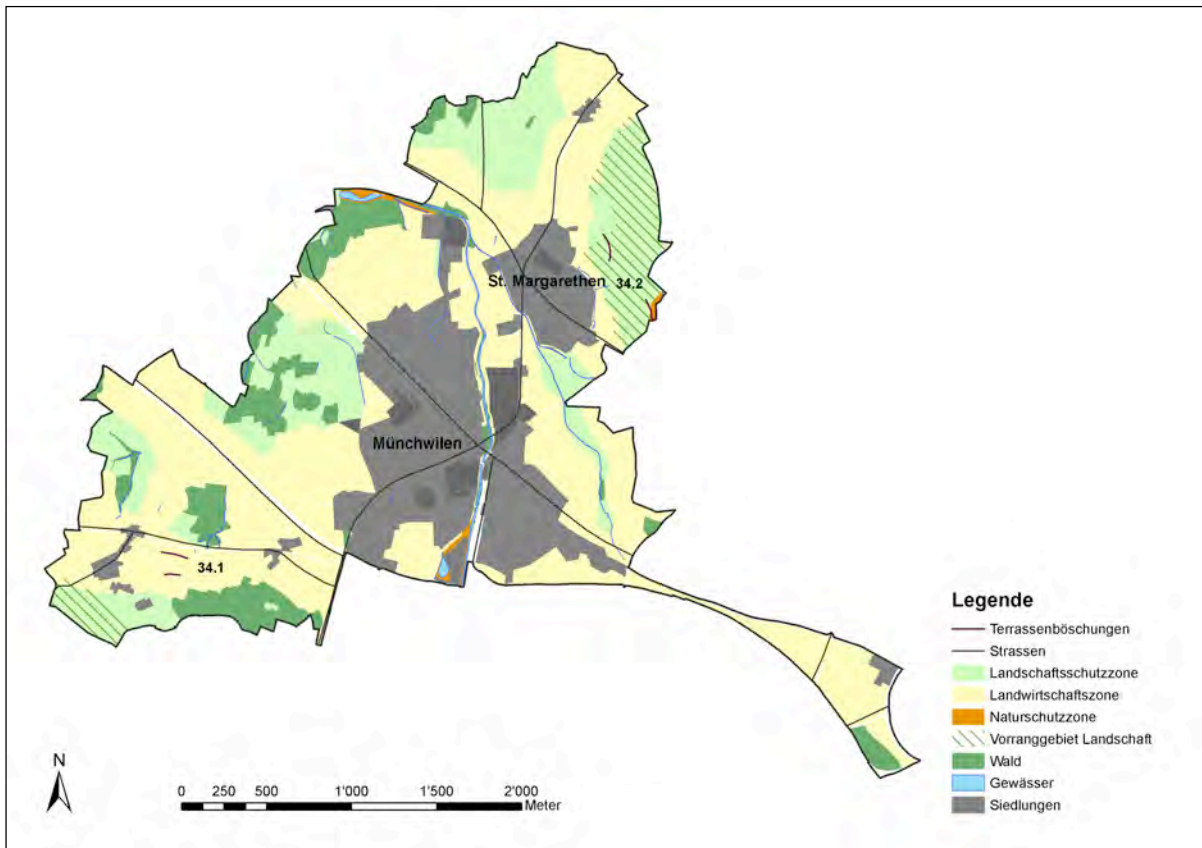 St. Margarethen
34.2
Münchwilen
34.1
Legende
Terrassenböschungen
Strassen
Landschaftsschutzzone
Landwirtschaftszone
Naturschutzzone
Vorranggebiet Landschaft
Wald
Gewässer
Siedlungen
N
0 250 500 1'000 1'500 2'000
Meter